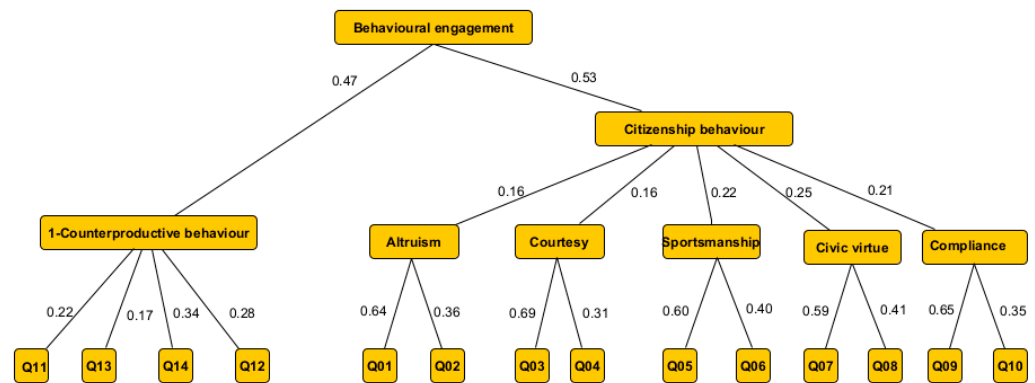 Behavioural engagement
0.47
0.53
Citizenship behaviour
0.16
0.16
0.22
0.25
0.21
1-Counterproductive behaviour
Altruism
Courtesy
Sportsmanship
Civic virtue
Compliance
0.22
0.17
0.34
0.28
0.64
0.36
0.69
0.31
0.60
0.40
0.59
0.41
0.65
0.35
Q11
Q13
Q14
Q12
Q01
Q02
Q03
Q04
Q05
Q06
Q07
Q08
Q09
Q10